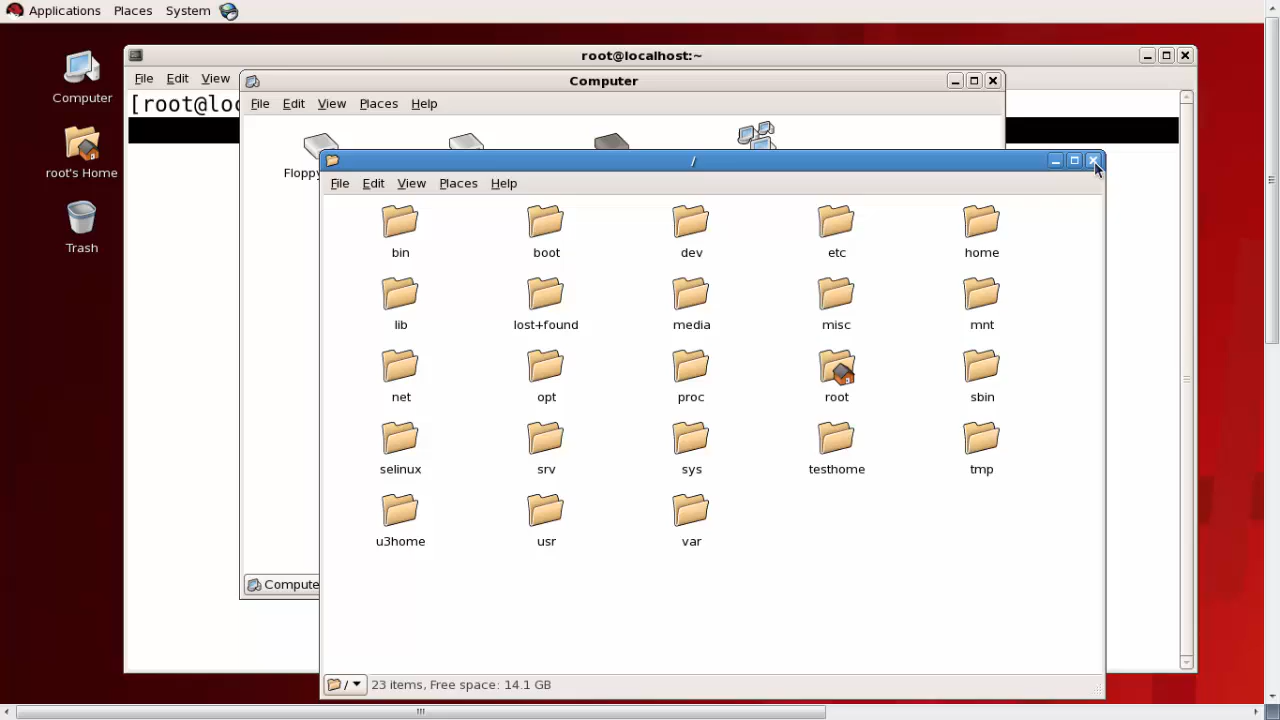 Applications Places System
root@localhost:~
Computer
File Edit View
Computer
[root@loc
File Edit View Places Help
root's Home
Floppy
/
File Edit View Places Help
Trash
bin boot dev etc home
lib lost+found media misc mnt
net opt proc root sbin
selinux srv sys testhome tmp
u3home usr var
Compute
/ 23 items, Free space: 14.1 GB